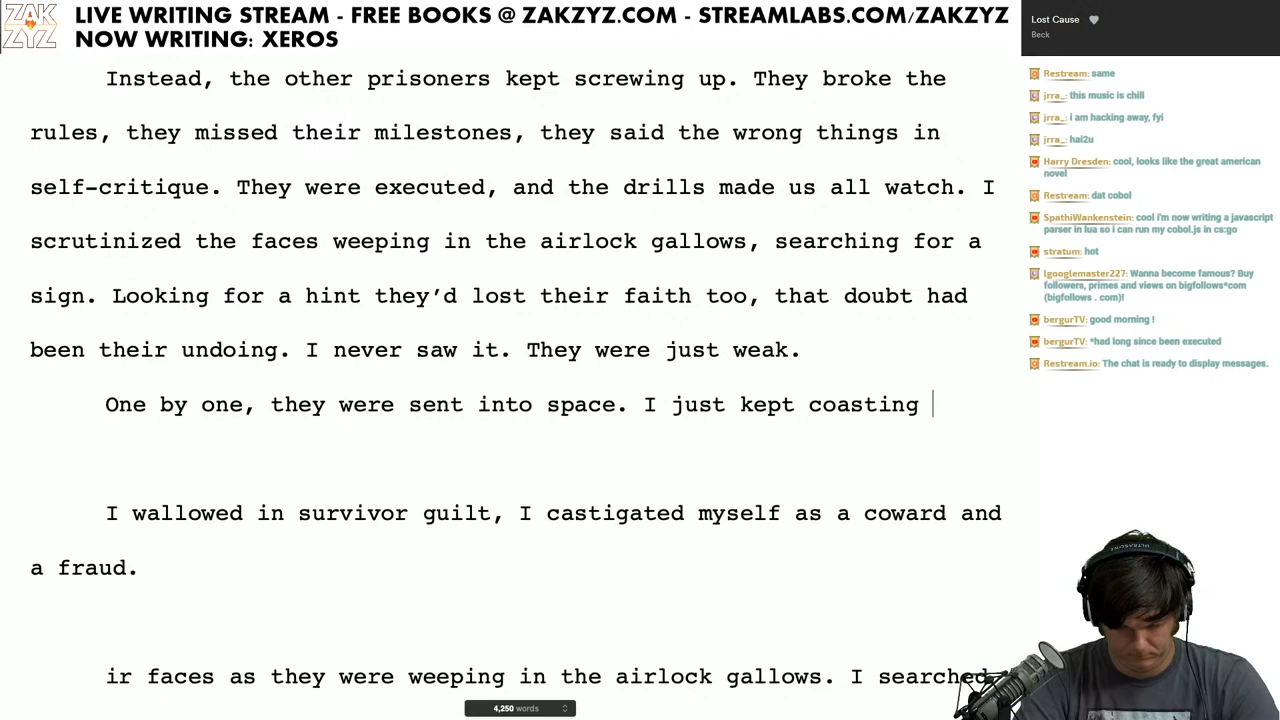 ZAK
ZYZ
LIVE WRITING STREAM - FREE BOOKS @ ZAKZYZ.COM - STREAMLABS.COM/ZAKZYZ
NOW WRITING: XEROS
Instead, the other prisoners kept screwing up. They broke the
rules, they missed their milestones, they said the wrong things in
self-critique. They were executed, and the drills made us all watch. I
scrutinized the faces weeping in the airlock gallows, searching for a
sign. Looking for a hint they’d lost their faith too, that doubt had
been their undoing. I never saw it. They were just weak.
One by one, they were sent into space. I just kept coasting
I wallowed in survivor guilt, I castigated myself as a coward and
a fraud.
ir faces as they were weeping in the airlock gallows. I searched
4,250 words
Lost Cause
Beck
Restream: same
jrra_: this music is chill
jrra_: i am hacking away, fyi
jrra_: hai2u
Harry Dresden: cool, looks like the great american
novel
Restream: dat cobol
SpathiWankenstein: cool i'm now writing a javascript
parser in lua so i can run my cobol.js in cs:go
stratum: hot
lgooglemaster227: Wanna become famous? Buy
followers, primes and views on bigfollows*com
(bigfollows . com)!
bergurTV: good morning !
bergurTV: *had long since been executed
Restream.io: The chat is ready to display messages.
ULTRASONE